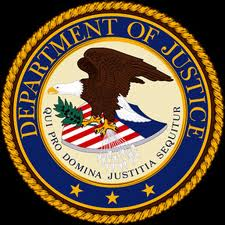 DEPARTMENT OF JUSTICE
QUI PRO DOMINA JUSTITIA SEQUITUR